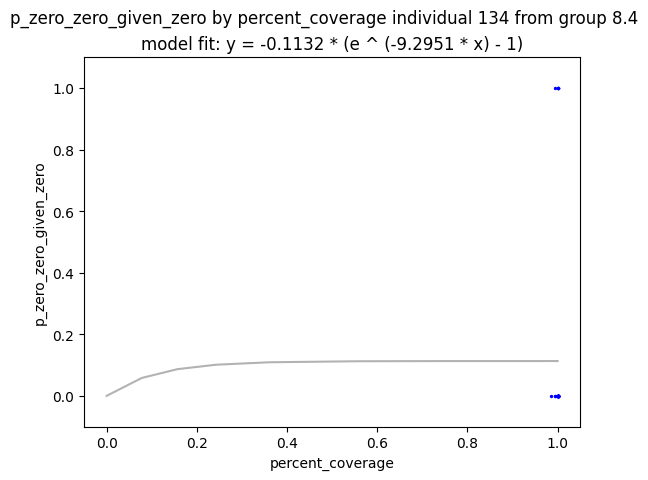 p_zero_zero_given_zero by percent_coverage individual 134 from group 8.4
model fit: y = -0.1132 * (e ^ (-9.2951 * x) - 1)
p_zero_zero_given_zero
1.0
0.8
0.6
0.4
0.2
0.0
0.0 0.2 0.4 0.6 0.8 1.0
percent_coverage